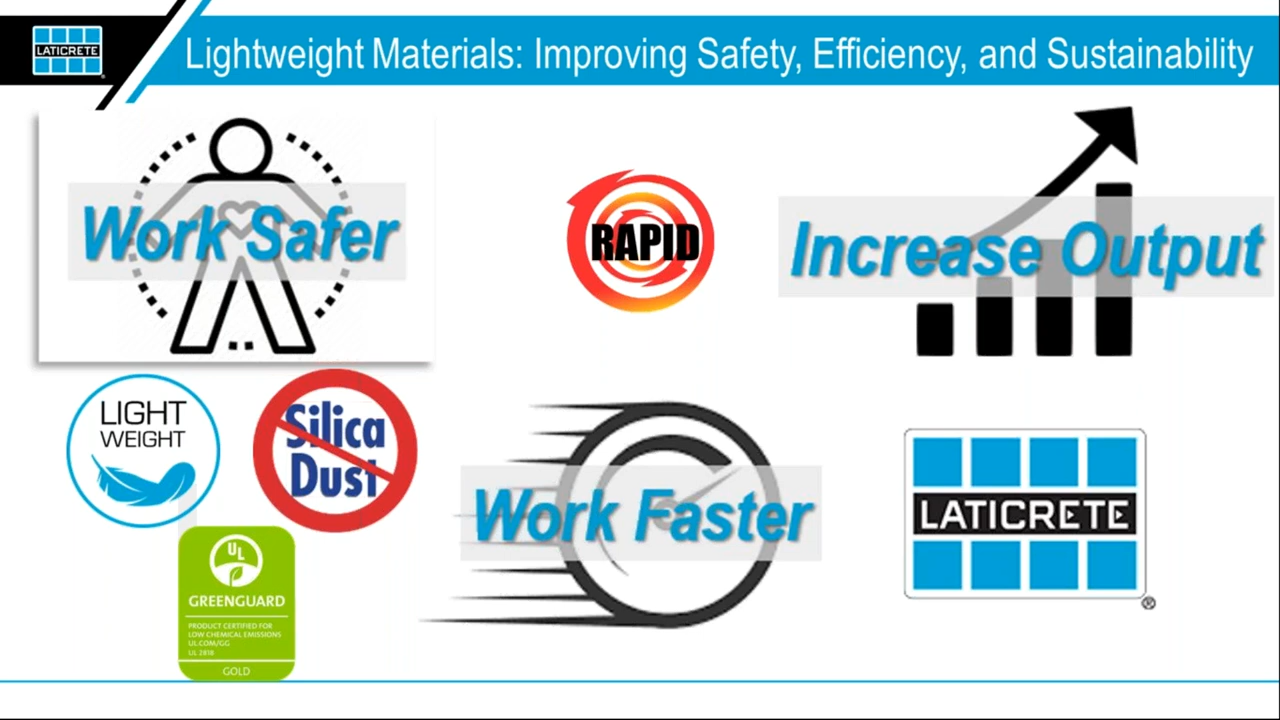 LATICRETE
Lightweight Materials: Improving Safety, Efficiency, and Sustainability
Work Safer
RAPID
Increase Output
LIGHT
WEIGHT
Silica
Dust
Work Faster
LATICRETE
®
UL
GREENGUARD
PRODUCT CERTIFIED FOR
LOW CHEMICAL EMISSIONS
UL.COM/GG
UL 2818
GOLD